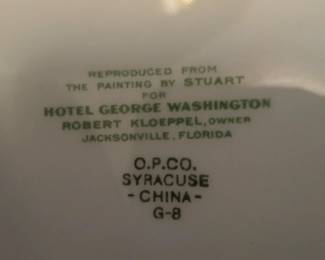 REPRODUCED FROM
THE PAINTING BY STUART
FOR
HOTEL GEORGE WASHINGTON
ROBERT KLOEPPEL, OWNER
JACKSONVILLE, FLORIDA
O.P.CO.
SYRACUSE
- CHINA -
G-8